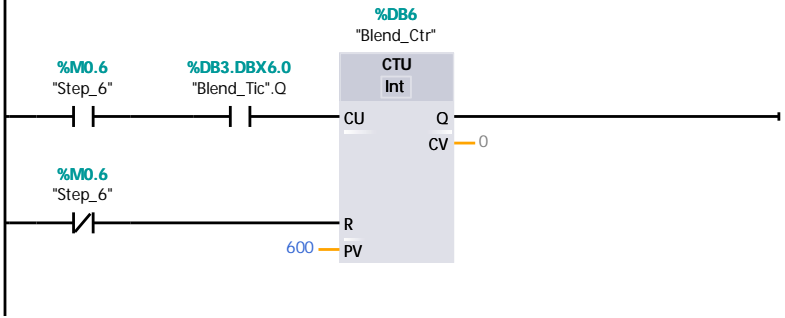 %DB6
"Blend_Ctr"
%M0.6
"Step_6"
%DB3.DBX6.0
"Blend_Tic".Q
CTU
Int
CU
Q
CV
0
%M0.6
"Step_6"
R
600
PV